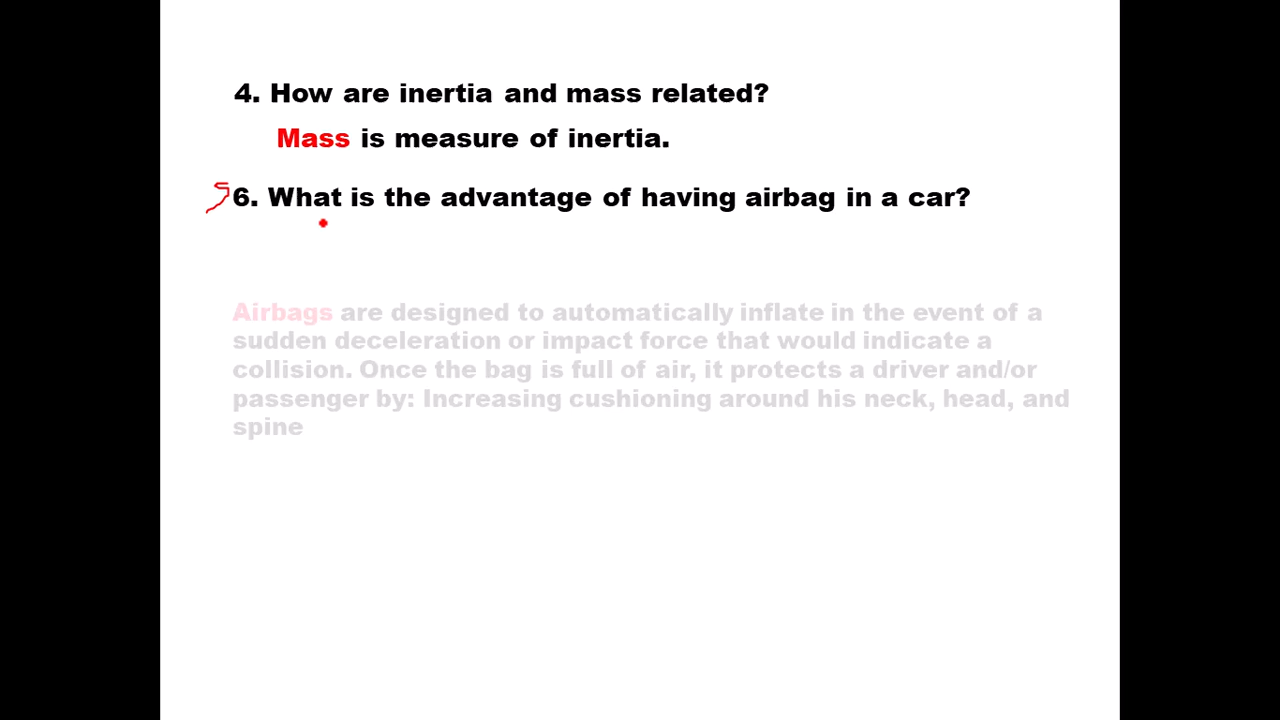 4. How are inertia and mass related?
Mass is measure of inertia.
5 6. What is the advantage of having airbag in a car?
Airbags are designed to automatically inflate in the event of a
sudden deceleration or impact force that would indicate a
collision. Once the bag is full of air, it protects a driver and/or
passenger by: Increasing cushioning around his neck, head, and
spine